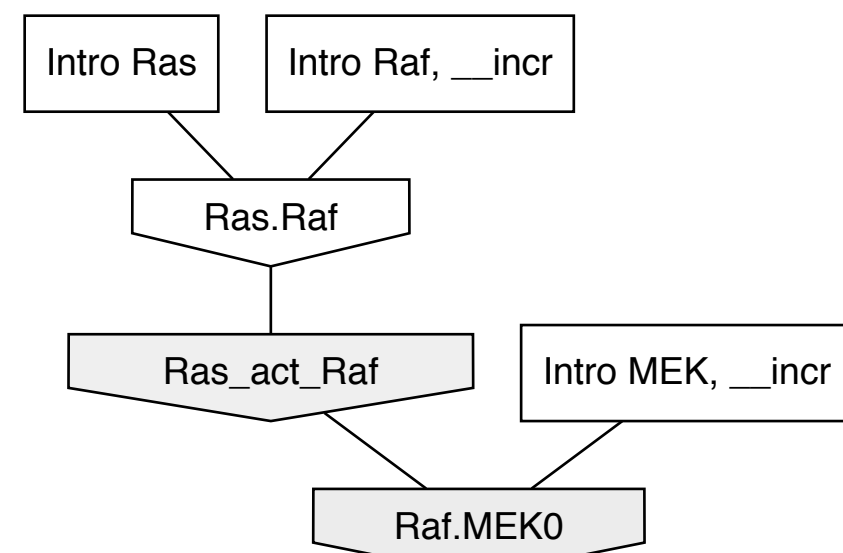 Intro Ras
Intro Raf, __incr
Ras.Raf
Ras_act_Raf
Intro MEK, __incr
Raf.MEK0